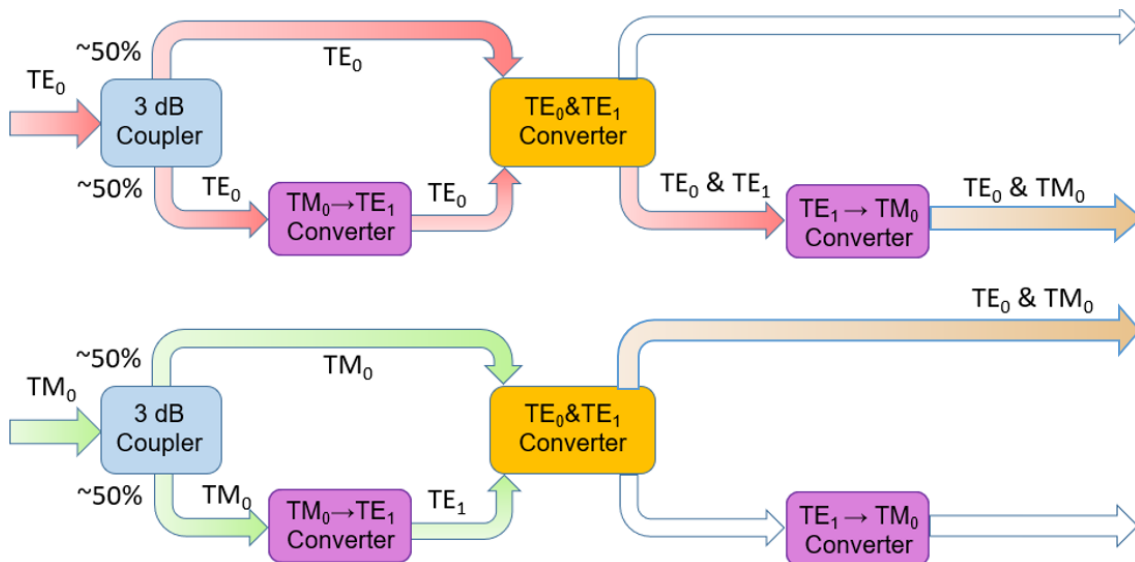 ~50%
TE₀
TE₀
3 dB
Coupler
TE₀&TE₁
Converter
~50%
TE₀
TM₀→TE₁
Converter
TE₀
TE₀ & TE₁
TE₁ → TM₀
Converter
TE₀ & TM₀
TE₀ & TM₀
~50%
TM₀
TM₀
3 dB
Coupler
TE₀&TE₁
Converter
~50%
TM₀
TM₀→TE₁
Converter
TE₁
TE₁ → TM₀
Converter